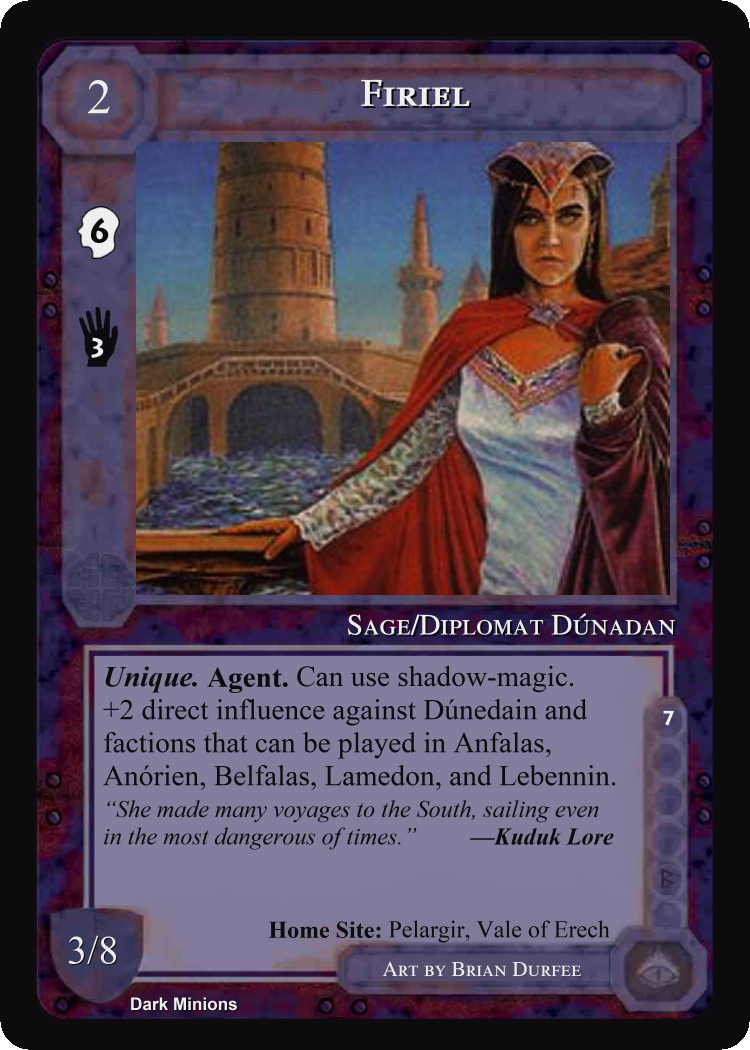 2
FIRIEL
6
3
SAGE/DIPLOMAT DÚNADAN
Unique. Agent. Can use shadow-magic.
+2 direct influence against Dúnedain and
factions that can be played in Anfalas,
Anórien, Belfalas, Lamedon, and Lebennin.
7
“She made many voyages to the South, sailing even
in the most dangerous of times.” —Kuduk Lore
Home Site: Pelargir, Vale of Erech
3/8
ART BY BRIAN DURFEE
Dark Minions